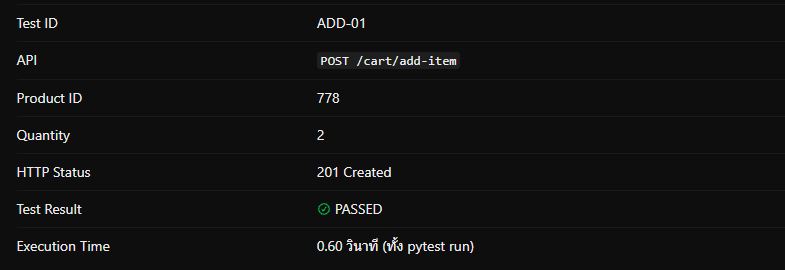 Test ID ADD-01
API POST /cart/add-item
Product ID 778
Quantity 2
HTTP Status 201 Created
Test Result PASSED
Execution Time 0.60 วินาที (ทั้ง pytest run)